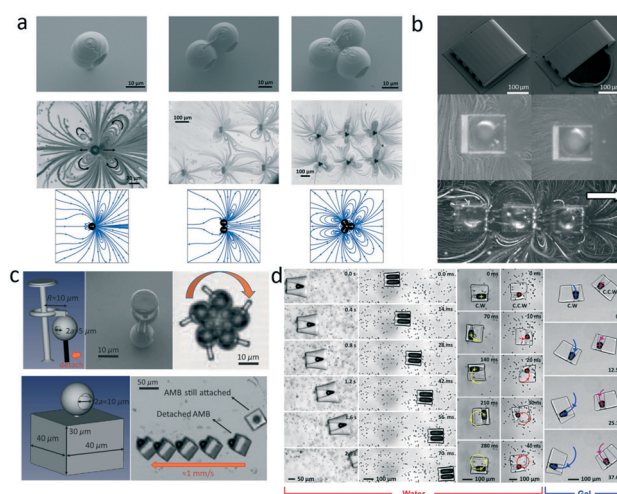 a
10 μm
10 μm
10 μm
100 μm
100 μm
b
100 μm
100 μm
c
R=10 μm
2a=5 μm
10 μm
10 μm
2a=10 μm
30 μm
40 μm
40 μm
50 μm
AMB still attached
Detached AMB
≈1 mm/s
d
0.0 s
0.4 s
0.8 s
1.2 s
1.6 s
50 μm
0.0 ms
14 ms
28 ms
42 ms
56 ms
70 ms
100 μm
0 ms
C.W
70 ms
140 ms
210 ms
280 ms
100 μm
0 ms
C.C.W
10 ms
20 ms
30 ms
40 ms
100 μm
C.W
C.C.W
12.5
25.
37.
100 μm
Water
Gel